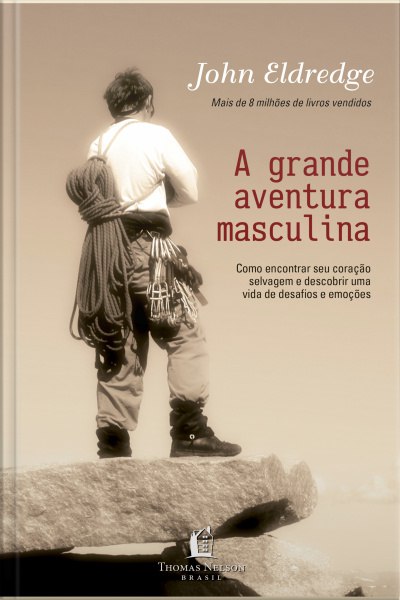 John Eldredge
Mais de 8 milhões de livros vendidos
A grande
aventura
masculina
Como encontrar seu coração
selvagem e descobrir uma
vida de desafios e emoções
THOMAS NELSON
BRASIL